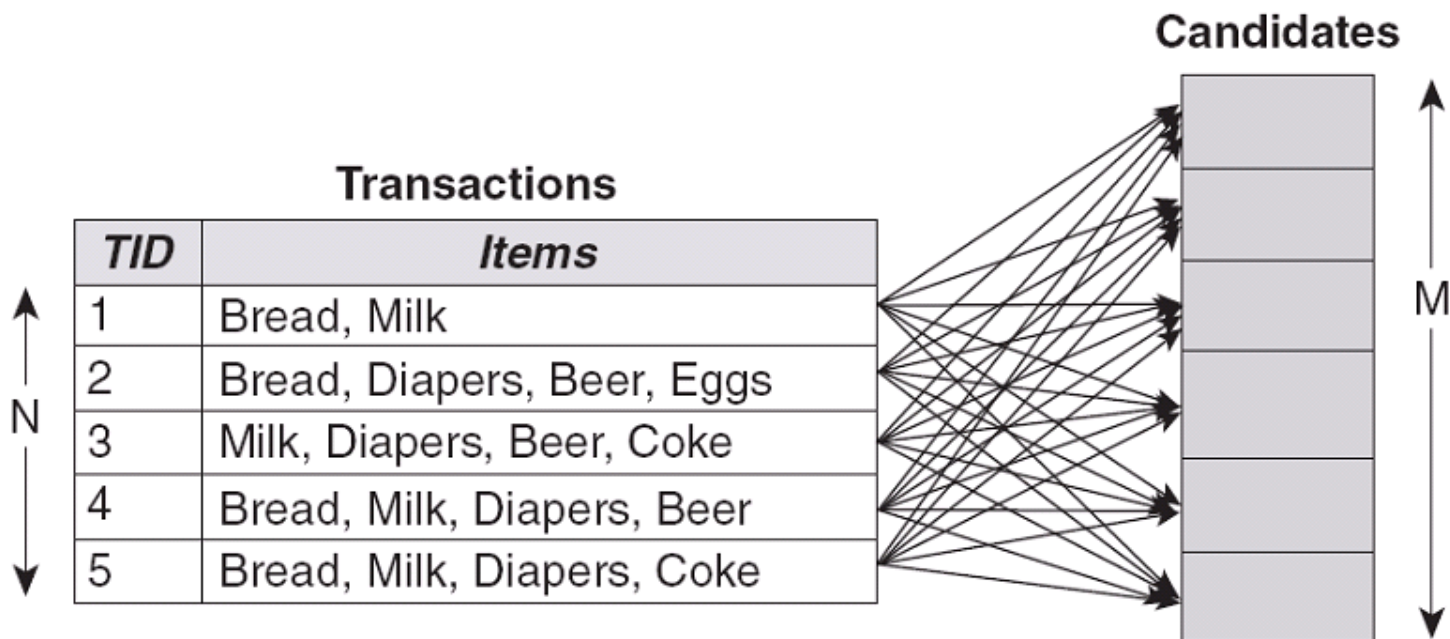 Candidates
Transactions
TID Items
1 Bread, Milk
2 Bread, Diapers, Beer, Eggs
3 Milk, Diapers, Beer, Coke
4 Bread, Milk, Diapers, Beer
5 Bread, Milk, Diapers, Coke
N
M